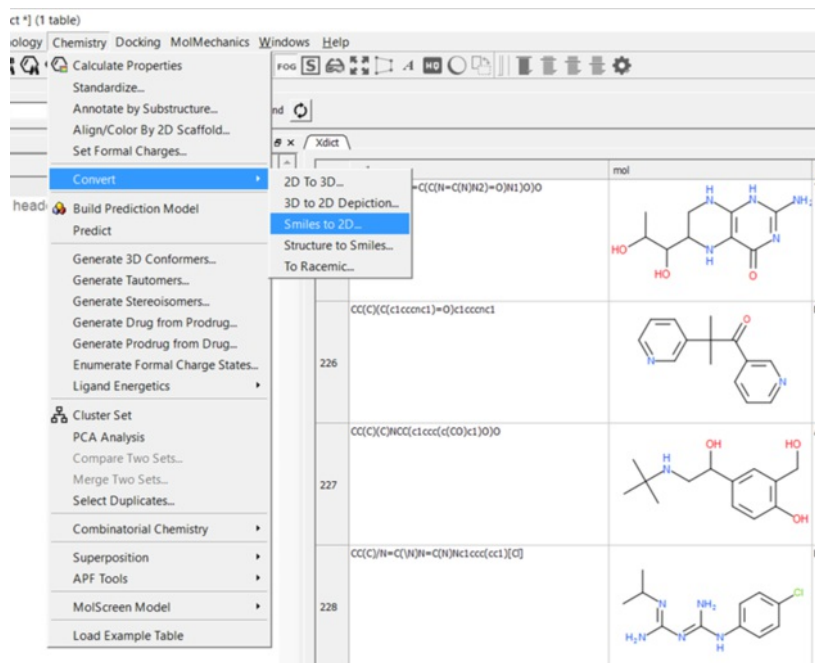 ct *] (1 table)
ology Chemistry Docking MolMechanics Windows Help
Calculate Properties
FOG S A HQ
Standardize...
Annotate by Substructure...
nd
Align/Color By 2D Scaffold...
Set Formal Charges...
Xdict
mol
Convert
2D To 3D...
3D to 2D Depiction...
Smiles to 2D...
Structure to Smiles...
To Racemic...
=C(C(N=C(N)N2)=O)N1)O)O
head
Build Prediction Model
Predict
Generate 3D Conformers...
Generate Tautomers...
Generate Stereoisomers...
Generate Drug from Prodrug...
Generate Prodrug from Drug...
Enumerate Formal Charge States...
Ligand Energetics
Cluster Set
PCA Analysis
Compare Two Sets...
Merge Two Sets...
Select Duplicates...
Combinatorial Chemistry
Superposition
APF Tools
MolScreen Model
Load Example Table
H H NH₂
N N
HO N N
HO H O
226
CC(C)(C(c1cccnc1)=O)c1cccnc1
O
N N
227
CC(C)(C)NCC(c1ccc(c(CO)c1)O)O
OH HO
H
N
OH
228
CC(C)/N=C(\N)N=C(N)Nc1ccc(cc1)[Cl]
N NH₂ Cl
H₂N N N
H